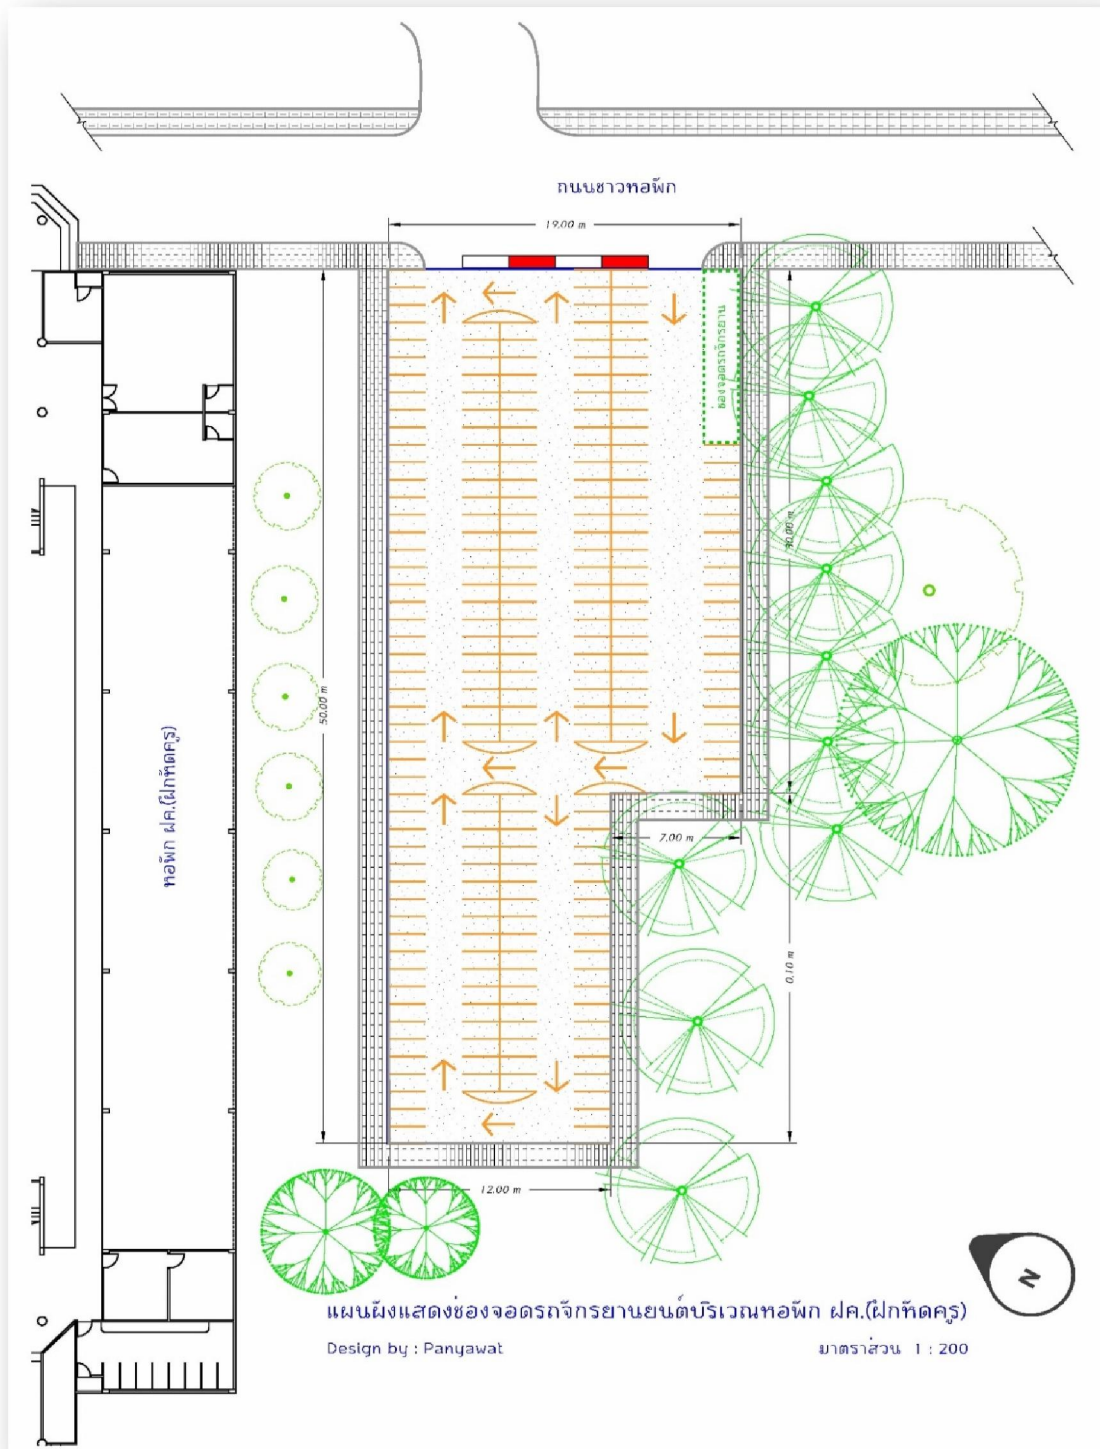 ถนนชาวหอพัก
19.00 m
ช่องจอดรถจักรยาน
30.00 m
50.00 m
หอพัก ฝค.(ฝึกหัดครู)
7.00 m
0.10 m
12.00 m
N
แผนผังแสดงช่องจอดรถจักรยานยนต์บริเวณหอพัก ฝค.(ฝึกหัดครู)
Design by : Panyawat
มาตราส่วน 1 : 200